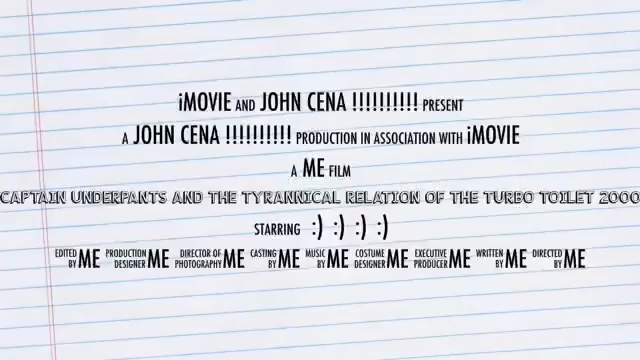 iMOVIE AND JOHN CENA !!!!!!!!!! PRESENT
A JOHN CENA !!!!!!!!!! PRODUCTION IN ASSOCIATION WITH iMOVIE
A ME FILM
CAPTAIN UNDERPANTS AND THE TYRANNICAL RELATION OF THE TURBO TOILET 2000
STARRING :) :) :) :)
EDITED BY ME PRODUCTION DESIGNER ME DIRECTOR OF PHOTOGRAPHY ME CASTING BY ME MUSIC BY ME COSTUME DESIGNER ME EXECUTIVE PRODUCER ME WRITTEN BY ME DIRECTED BY ME